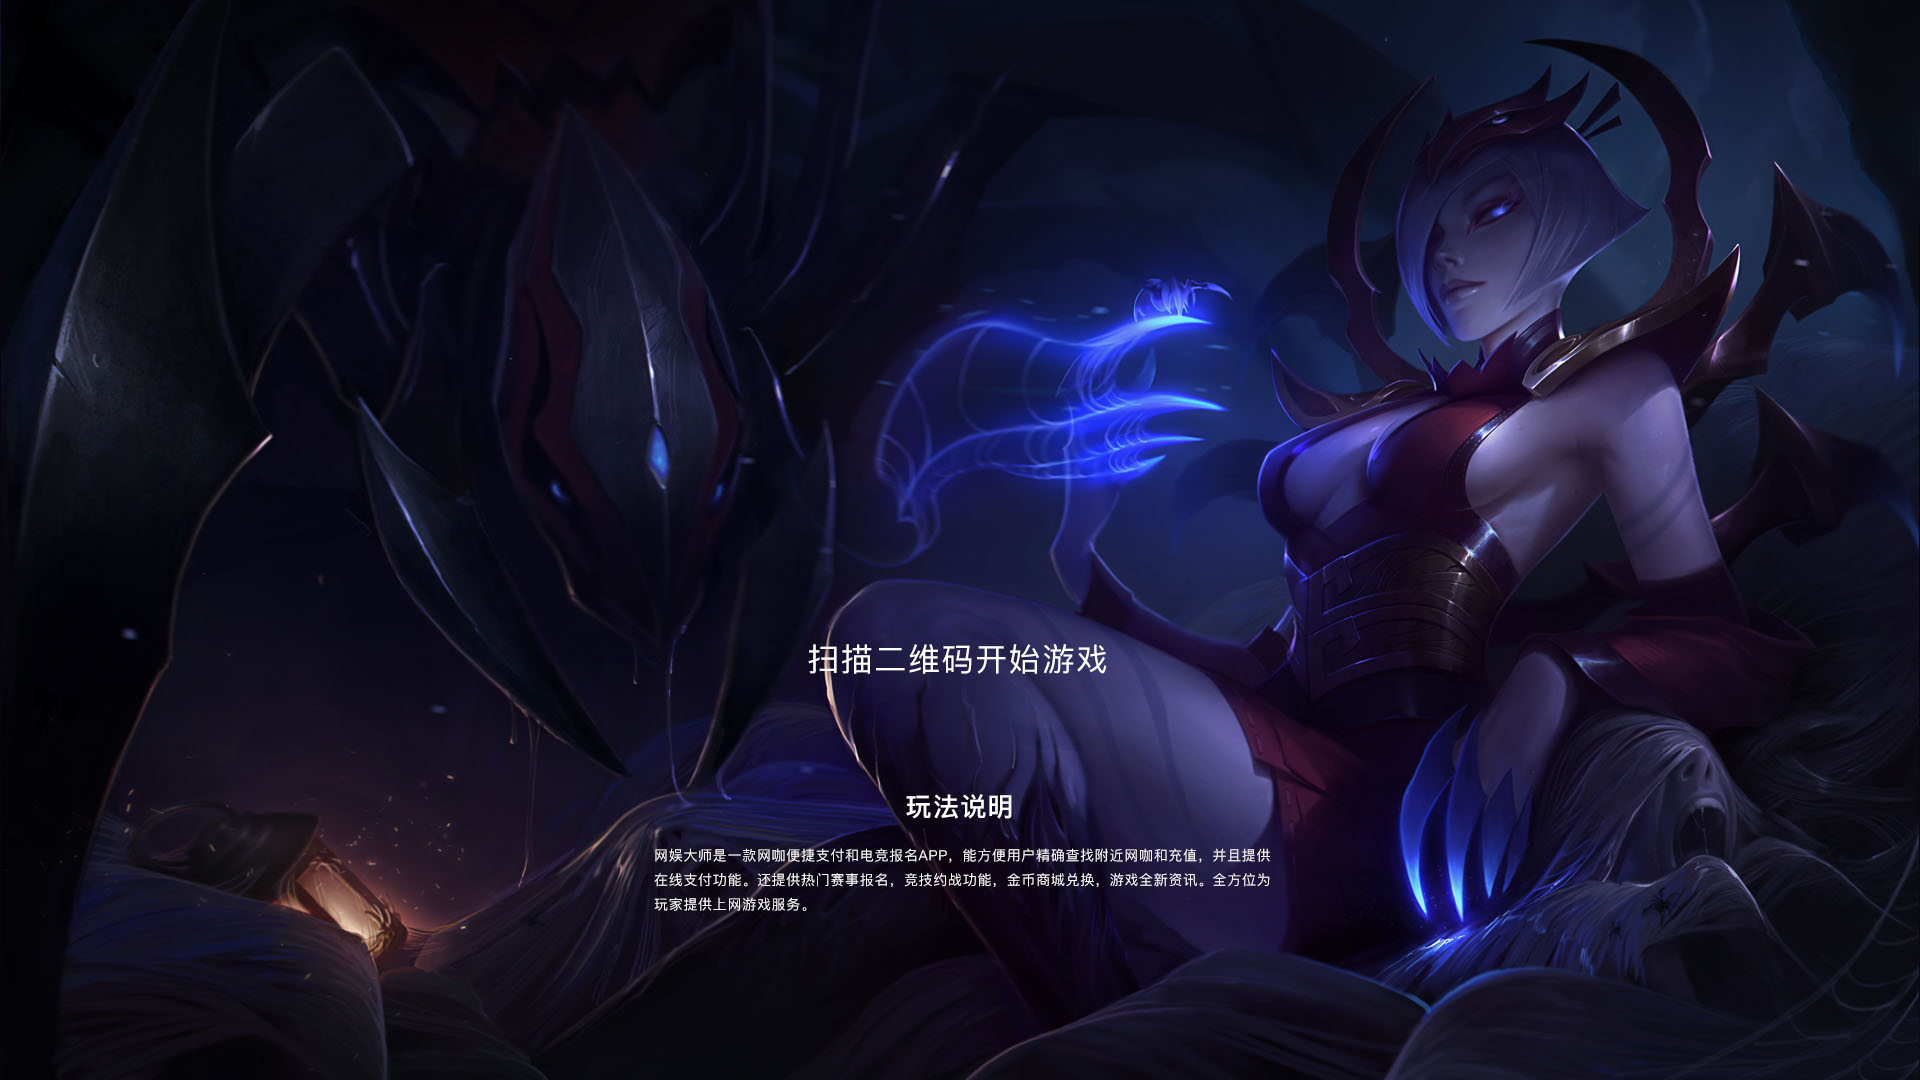 扫描二维码开始游戏
玩法说明
网娱大师是一款网咖便捷支付和电竞报名APP，能方便用户精确查找附近网咖和充值，并且提供
在线支付功能。还提供热门赛事报名，竞技约战功能，金币商城兑换，游戏全新资讯。全方位为
玩家提供上网游戏服务。